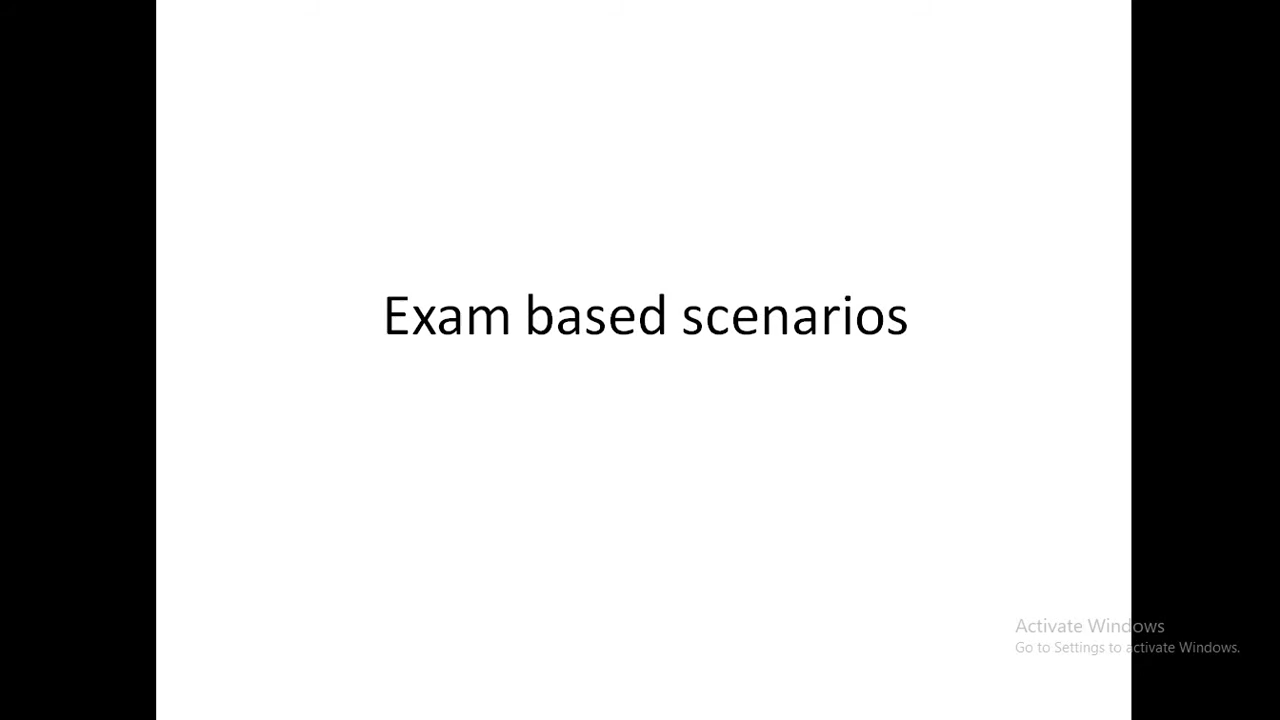 Exam based scenarios
Activate Windows
Go to Settings to activate Windows.